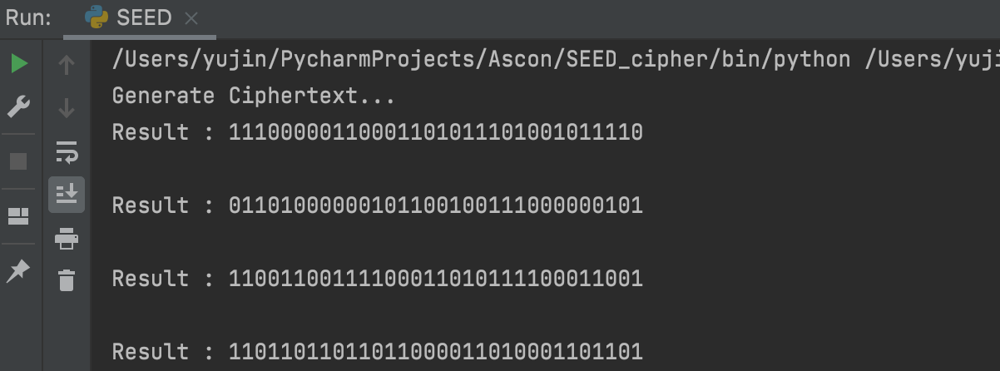 Run: SEED
/Users/yujin/PycharmProjects/Ascon/SEED_cipher/bin/python /Users/yuji
Generate Ciphertext...
Result : 11100000110001101011101001011110
Result : 01101000000101100100111000000101
Result : 11001100111100011010111100011001
Result : 11011011011011000011010001101101